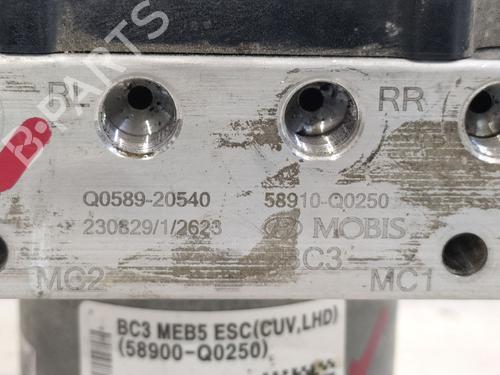 RL RR
B-PARTS
Q0589-20540 58910-Q0250
230829/1/2623 MOBIS
BC3
MC2 MC1
BC3 MEB5 ESC(CUV,LHD)
(58900-Q0250)